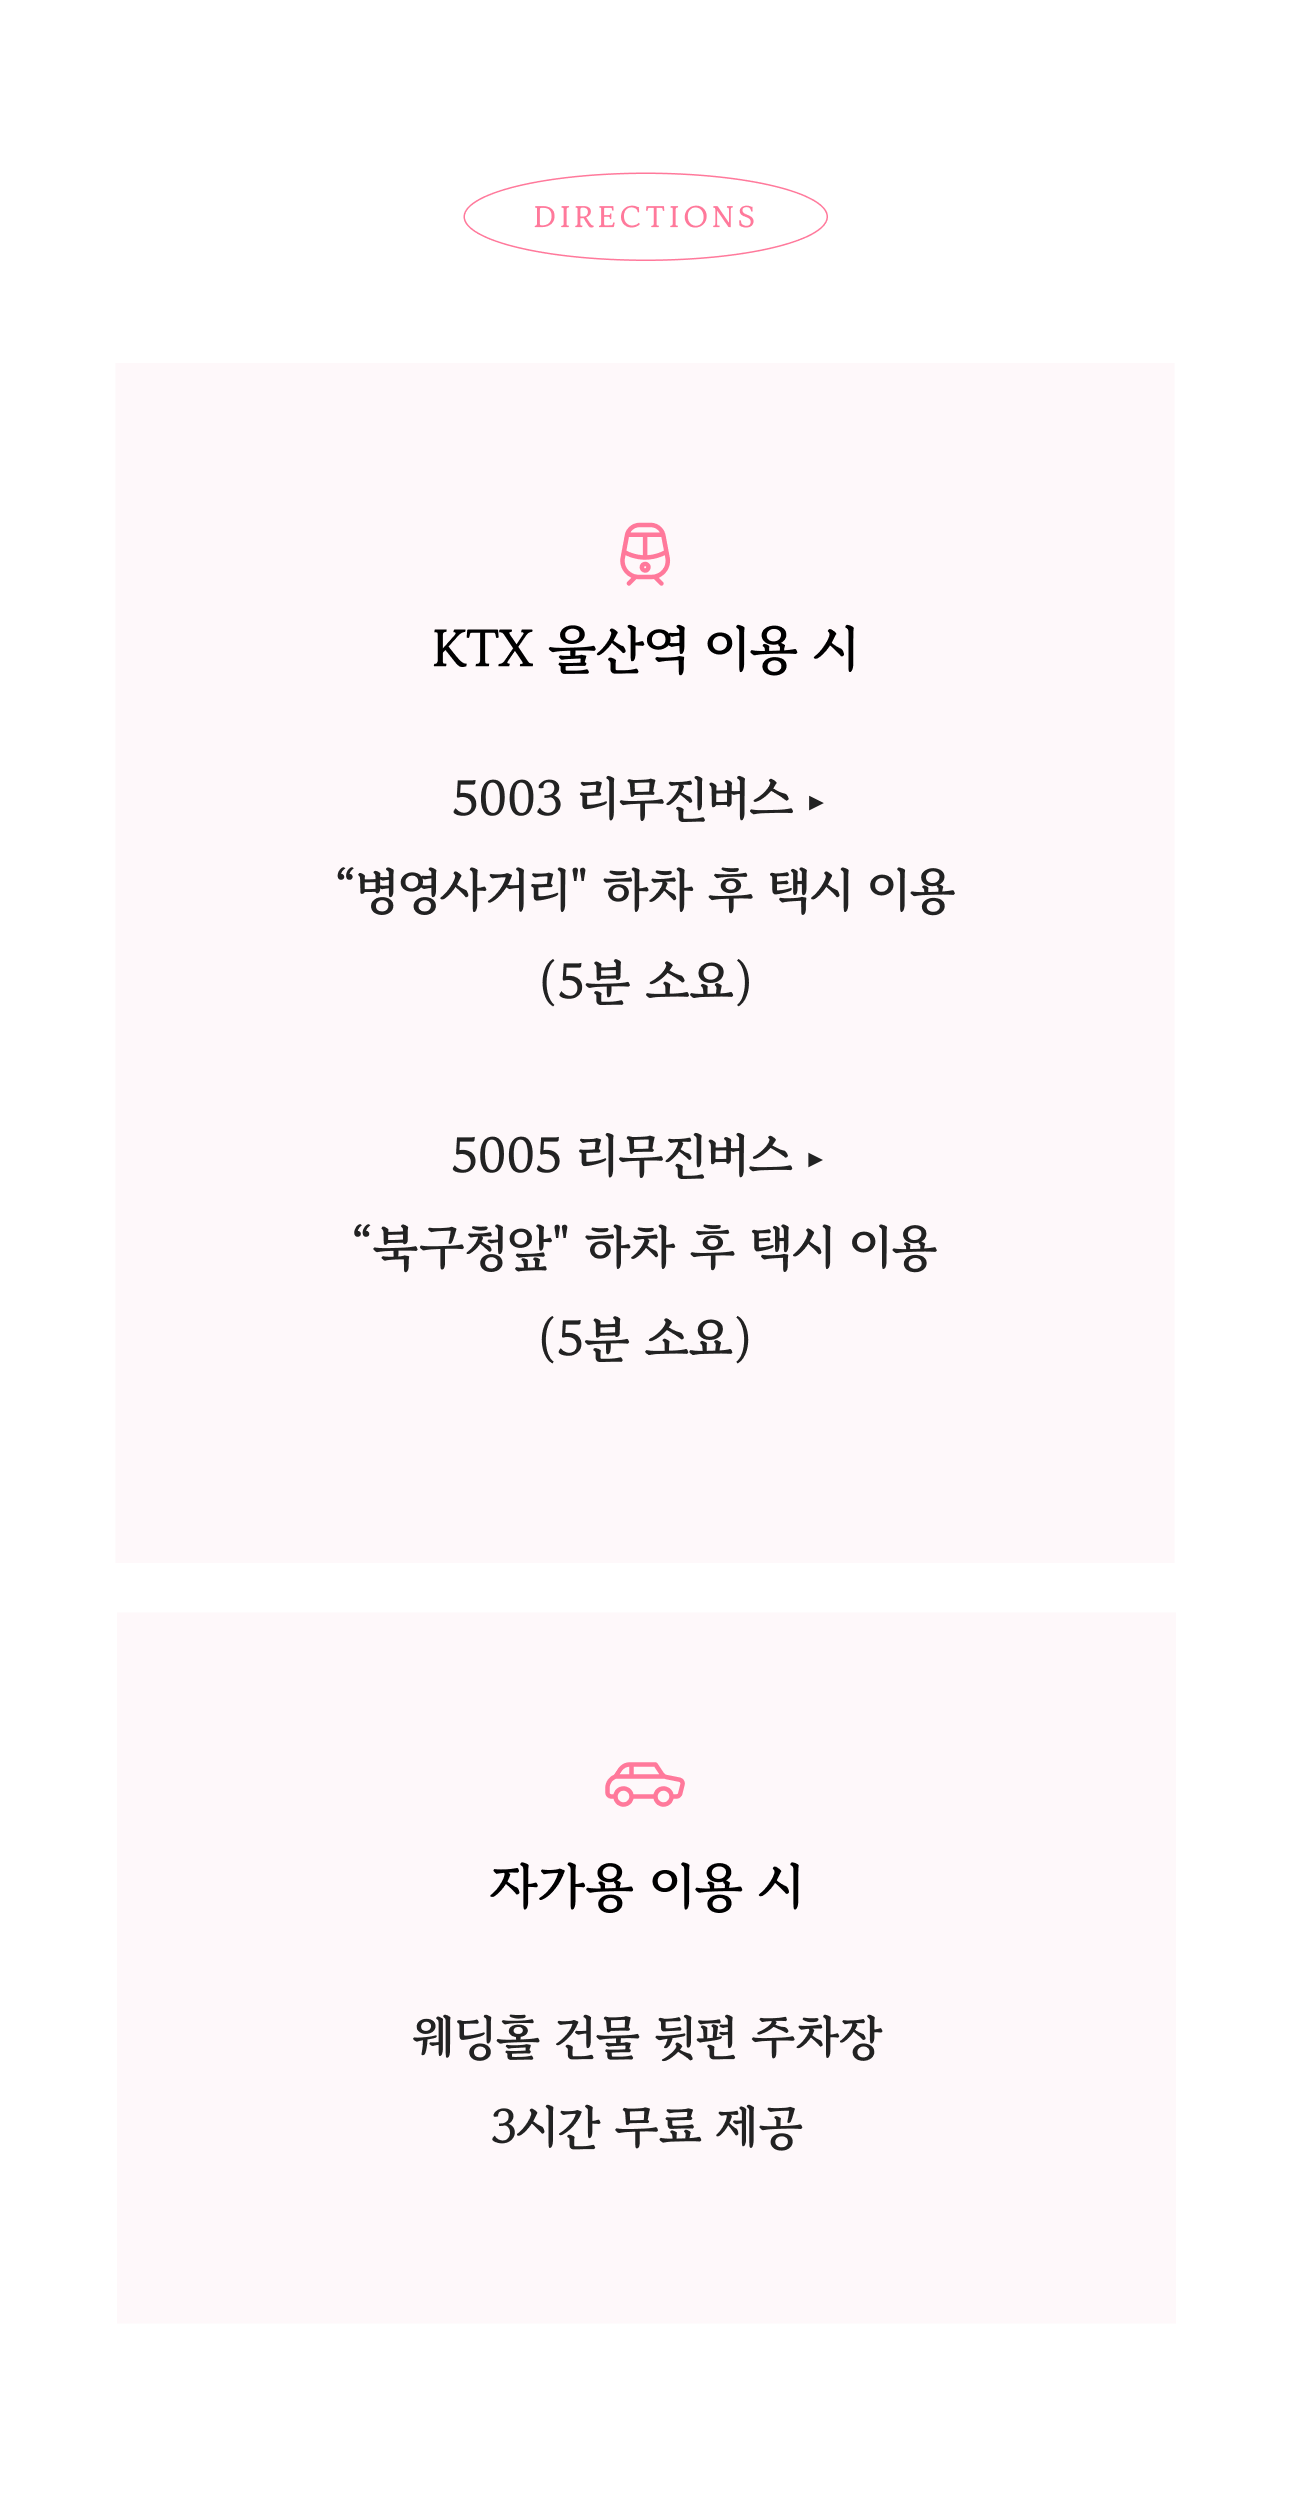 DIRECTIONS
KTX 울산역 이용 시
5003 리무진버스 ▸
“병영사거리" 하차 후 택시 이용
(5분 소요)
5005 리무진버스 ▸
“북구청앞" 하차 후 택시 이용
(5분 소요)
자가용 이용 시
웨딩홀 건물 맞변 주차장
3시간 무료 제공